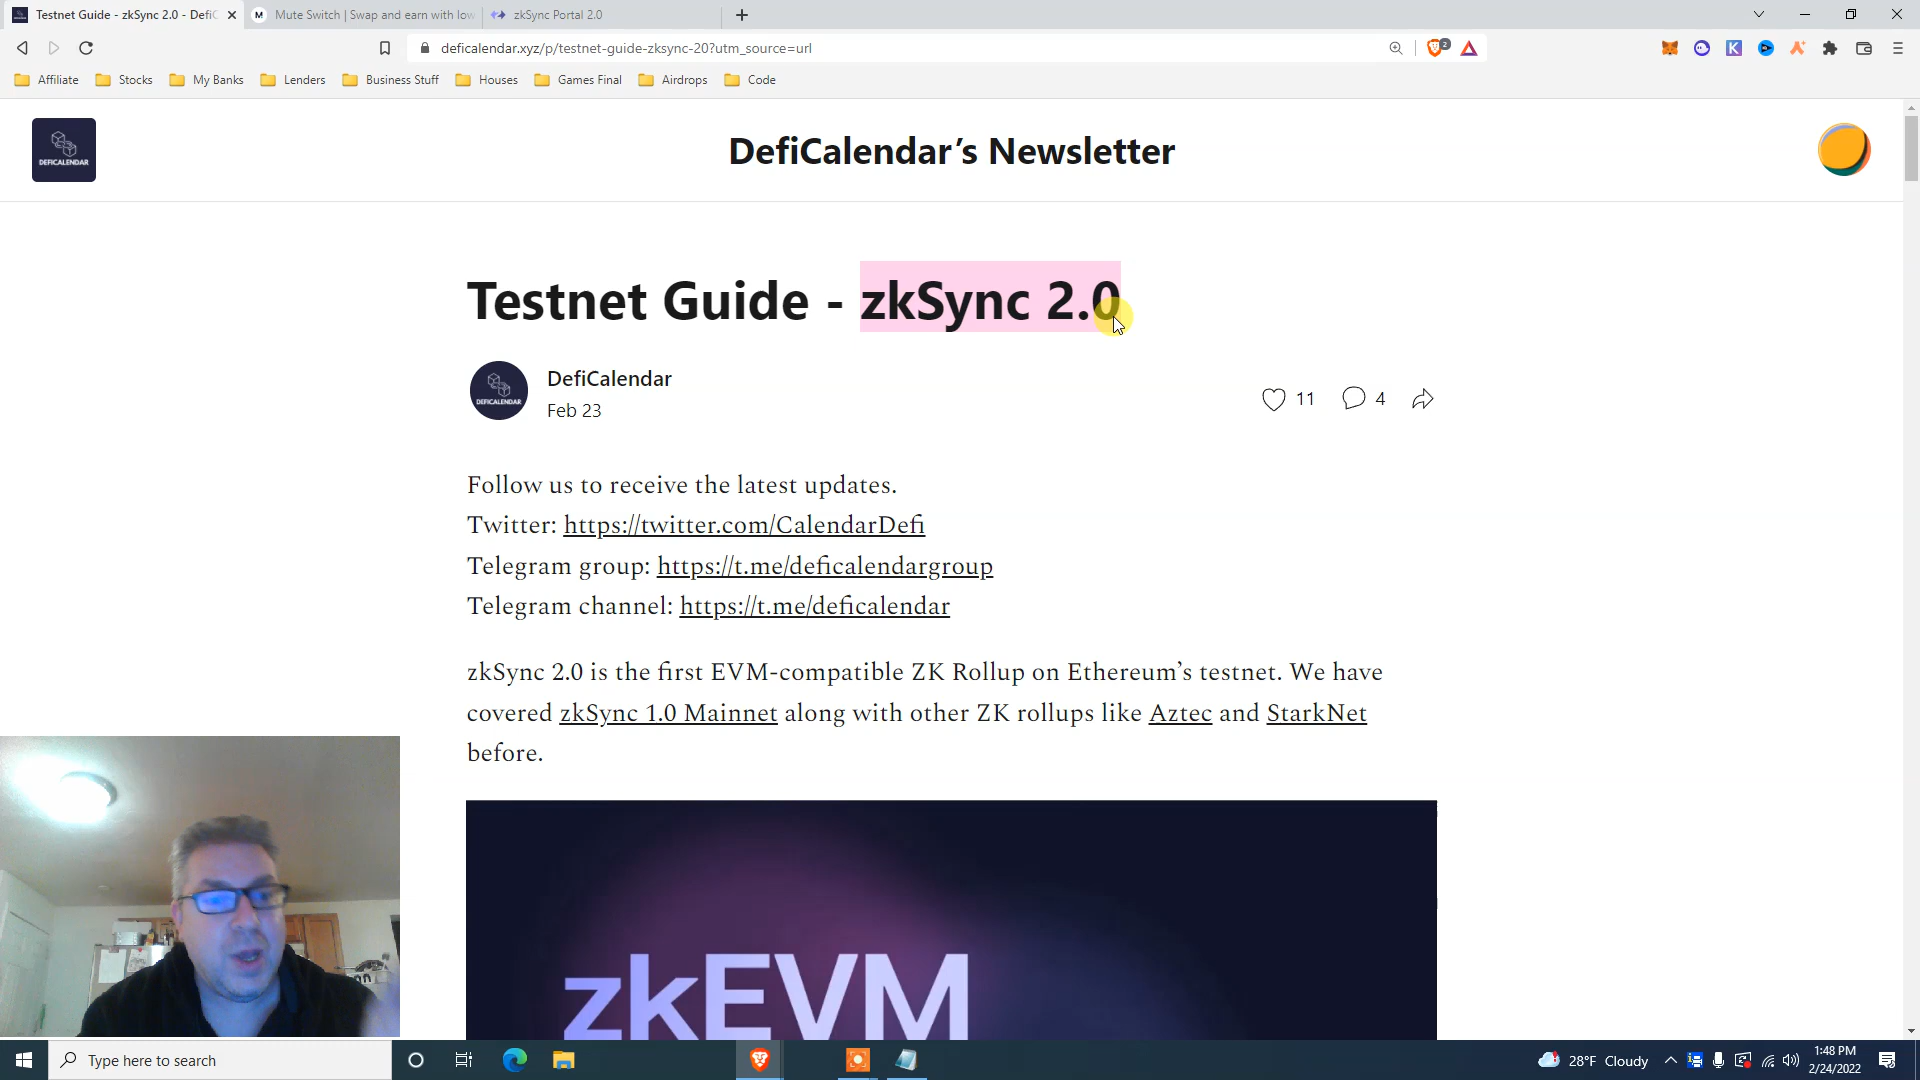 Testnet Guide - zkSync 2.0 - DefiC
Mute Switch | Swap and earn with low
zkSync Portal 2.0
deficalendar.xyz/p/testnet-guide-zksync-20?utm_source=url
2
Affiliate
Stocks
My Banks
Lenders
Business Stuff
Houses
Games Final
Airdrops
Code
DEFICALENDAR
DefiCalendar’s Newsletter
Testnet Guide - zkSync 2.0
DEFICALENDAR
DefiCalendar
Feb 23
11
4
Follow us to receive the latest updates.
Twitter: https://twitter.com/CalendarDefi
Telegram group: https://t.me/deficalendargroup
Telegram channel: https://t.me/deficalendar
zkSync 2.0 is the first EVM-compatible ZK Rollup on Ethereum’s testnet. We have
covered zkSync 1.0 Mainnet along with other ZK rollups like Aztec and StarkNet
before.
zkEVM
Type here to search
28°F Cloudy
1:48 PM
2/24/2022